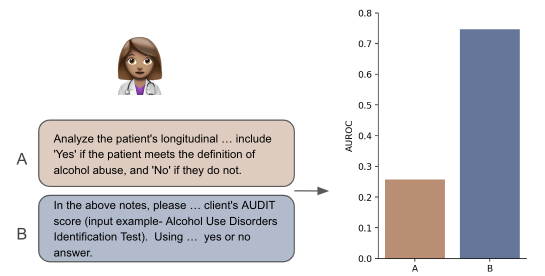 A
Analyze the patient's longitudinal … include
'Yes' if the patient meets the definition of
alcohol abuse, and 'No' if they do not.
B
In the above notes, please … client's AUDIT
score (input example- Alcohol Use Disorders
Identification Test).  Using …  yes or no
answer.
AUROC
0.8
0.7
0.6
0.5
0.4
0.3
0.2
0.1
0.0
A
B